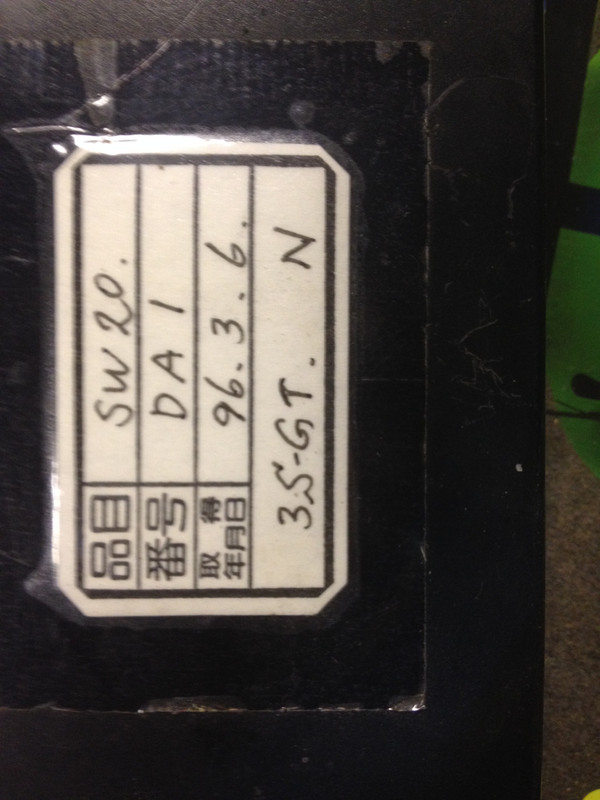 品目 SW20.
番号 DA1
取得年月日 96.3.6.
3S-GT. N